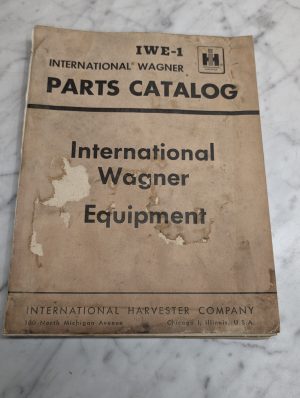 IWE-1
INTERNATIONAL WAGNER
PARTS CATALOG
International
Wagner
Equipment
INTERNATIONAL HARVESTER COMPANY
180 North Michigan Avenue Chicago 1, Illinois, U.S.A.